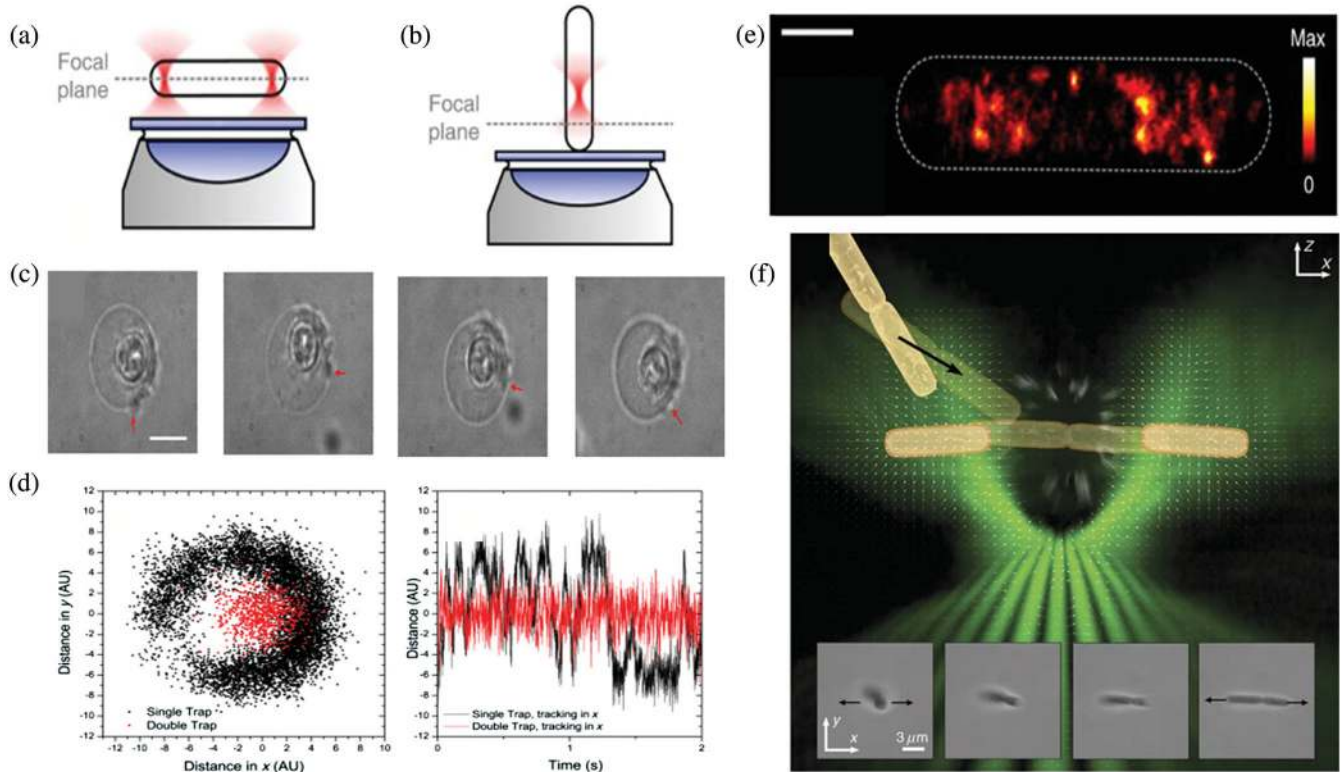 (a)
Focal
plane
(b)
Focal
plane
(c)
(d)
12
10
8
6
4
2
0
-2
-4
-6
-8
-10
-12
Distance in y (AU)
Single Trap
Double Trap
-12 -10 -8 -6 -4 -2 0 2 4 6 8 10
Distance in x (AU)
12
10
8
6
4
2
0
-2
-4
-6
-8
-10
-12
Distance (AU)
Single Trap, tracking in x
Double Trap, tracking in x
0 1 2
Time (s)
(e)
Max
0
(f)
z
x
y
x
3 μm